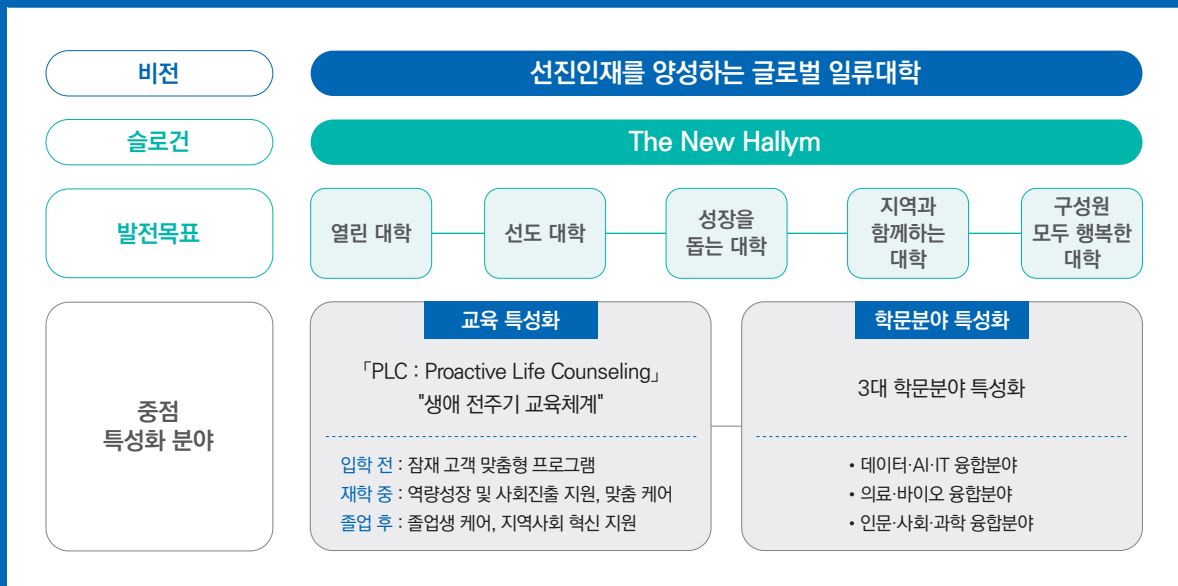 비전
선진인재를 양성하는 글로벌 일류대학
슬로건
The New Hallym
발전목표
열린 대학
선도 대학
성장을
돕는 대학
지역과
함께하는
대학
구성원
모두 행복한
대학
중점
특성화 분야
교육 특성화
「PLC : Proactive Life Counseling」
"생애 전주기 교육체계"
입학 전 : 잠재 고객 맞춤형 프로그램
재학 중 : 역량성장 및 사회진출 지원, 맞춤 케어
졸업 후 : 졸업생 케어, 지역사회 혁신 지원
학문분야 특성화
3대 학문분야 특성화
• 데이터·AI·IT 융합분야
• 의료·바이오 융합분야
• 인문·사회·과학 융합분야